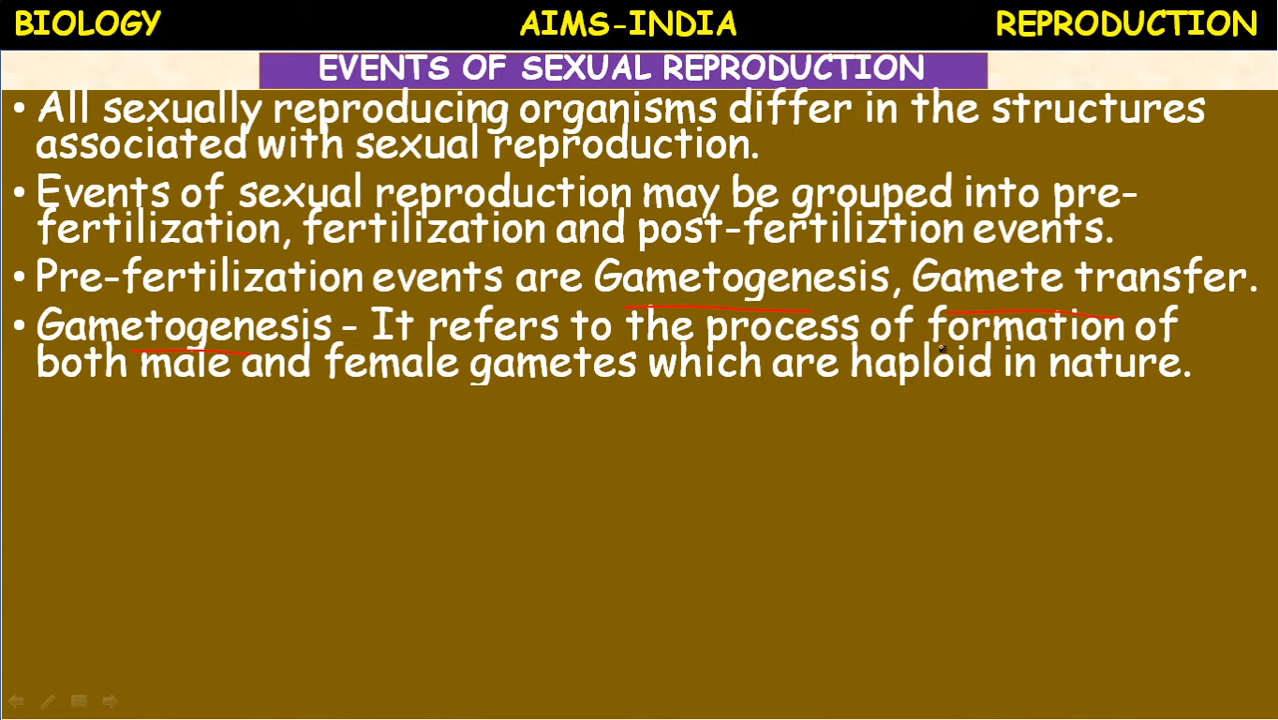 BIOLOGY AIMS-INDIA REPRODUCTION
EVENTS OF SEXUAL REPRODUCTION
• All sexually reproducing organisms differ in the structures
associated with sexual reproduction.
• Events of sexual reproduction may be grouped into pre-
fertilization, fertilization and post-fertiliztion events.
• Pre-fertilization events are Gametogenesis, Gamete transfer.
• Gametogenesis - It refers to the process of formation of
both male and female gametes which are haploid in nature.